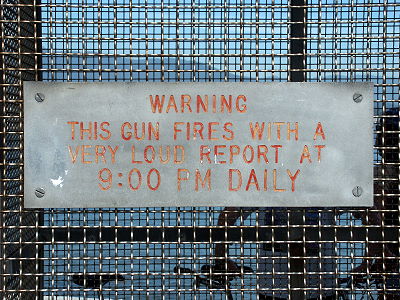 WARNING
THIS GUN FIRES WITH A
VERY LOUD REPORT AT
9:00 PM DAILY